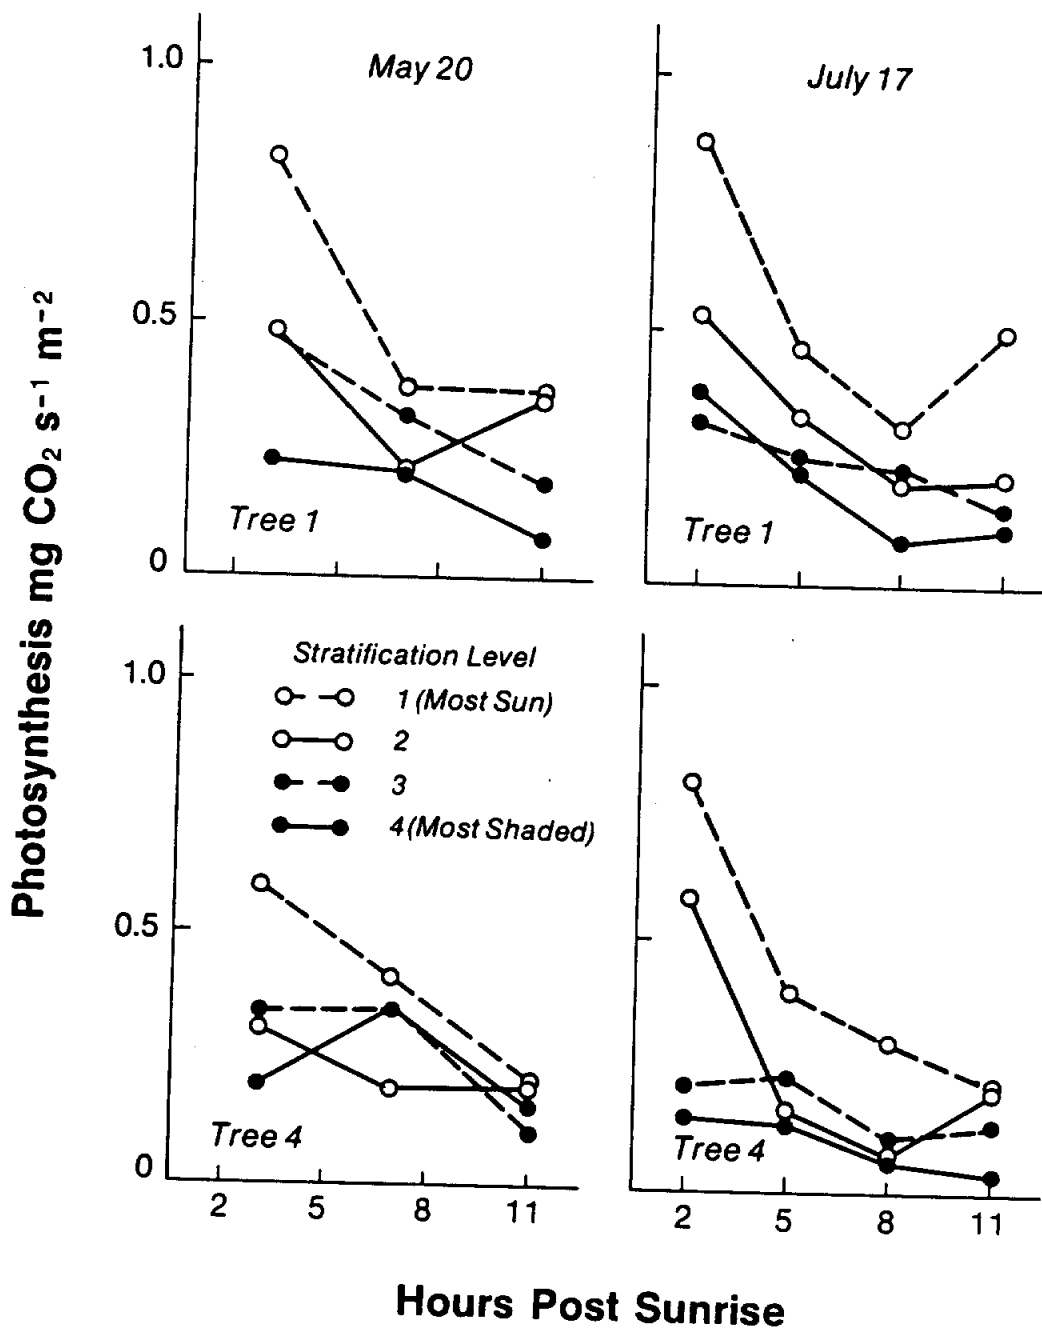 May 20
July 17
1.0
0.5
0
Tree 1
Tree 1
Photosynthesis mg CO₂ s⁻¹ m⁻²
Stratification Level
1 (Most Sun)
2
3
4 (Most Shaded)
1.0
0.5
0
Tree 4
Tree 4
2 5 8 11
2 5 8 11
Hours Post Sunrise